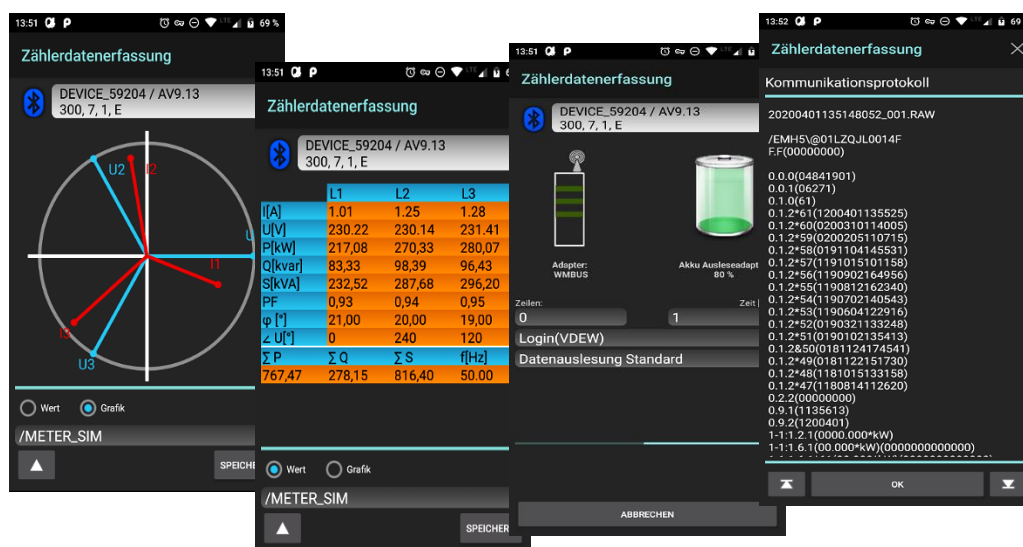 13:51 69 %
Zählerdatenerfassung
DEVICE_59204 / AV9.13
300, 7, 1, E
U2
I2
I1
I3
U3
Wert Grafik
/METER_SIM
SPEICHE
13:51
Zählerdatenerfassung
DEVICE_59204 / AV9.13
300, 7, 1, E
L1 L2 L3
I[A] 1.01 1.25 1.28
U[V] 230.22 230.14 231.41
P[kW] 217,08 270,33 280,07
Q[kvar] 83,33 98,39 96,43
S[kVA] 232,52 287,68 296,20
PF 0,93 0,94 0,95
φ [°] 21,00 20,00 19,00
∠ U[°] 0 240 120
∑ P ∑ Q ∑ S f[Hz]
767,47 278,15 816,40 50.00
Wert Grafik
/METER_SIM
SPEICHER
13:51
Zählerdatenerfassung
DEVICE_59204 / AV9.13
300, 7, 1, E
Adapter:
WMBUS
Akku Ausleseadapt
80 %
Zeilen: Zeit
0 1
Login(VDEW)
Datenauslesung Standard
ABBRECHEN
13:52 LTE 69
Zählerdatenerfassung
Kommunikationsprotokoll
20200401135148052_001.RAW
/EMH5\@01LZQJL0014F
F.F(00000000)
0.0.0(04841901)
0.0.1(06271)
0.1.0(61)
0.1.2*61(1200401135525)
0.1.2*60(0200310114005)
0.1.2*59(0200205110715)
0.1.2*58(0191104145531)
0.1.2*57(1191015101158)
0.1.2*56(1190902164956)
0.1.2*55(1190812162340)
0.1.2*54(1190702140543)
0.1.2*53(1190604122916)
0.1.2*52(0190321133248)
0.1.2*51(0190102135413)
0.1.2&50(0181124174541)
0.1.2*49(0181122151730)
0.1.2*48(1181015133158)
0.1.2*47(1180814112620)
0.2.2(00000000)
0.9.1(1135613)
0.9.2(1200401)
1-1:1.2.1(0000.000*kW)
1-1:1.6.1(00.000*kW)(0000000000000)
OK